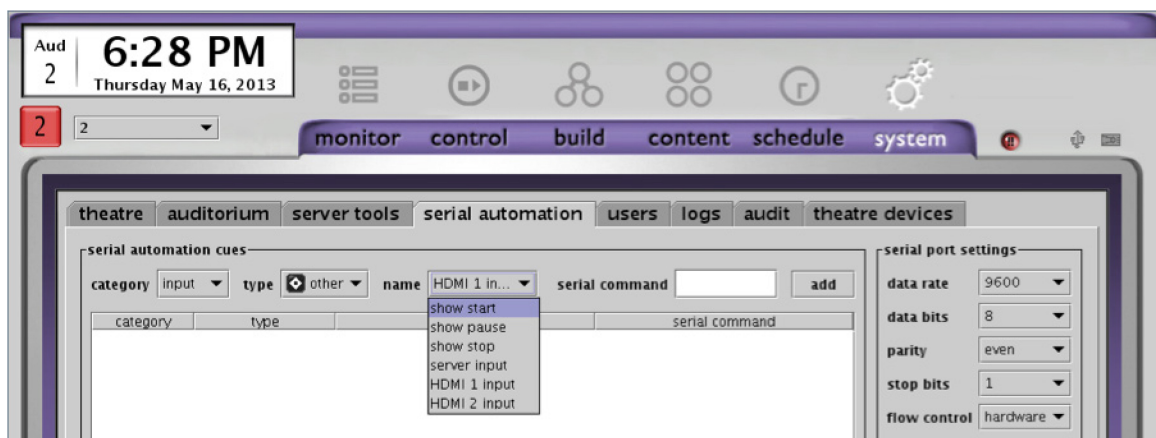 Aud
2
6:28 PM
Thursday May 16, 2013
2
2
monitor control build content schedule system
theatre auditorium server tools serial automation users logs audit theatre devices
serial automation cues
category input type other name HDMI 1 in... serial command add
category type serial command
show start
show pause
show stop
server input
HDMI 1 input
HDMI 2 input
serial port settings
data rate 9600
data bits 8
parity even
stop bits 1
flow control hardware